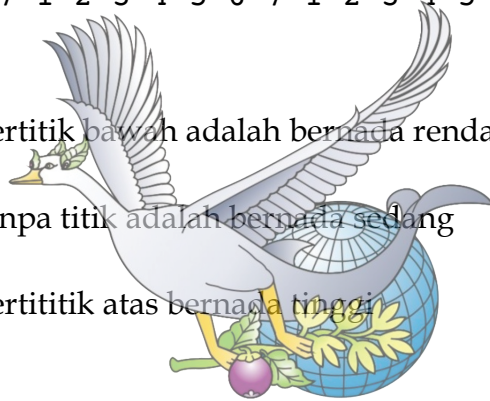 7 1 2 3 4 5 6 7 1 2 3 4 5
ertitik bawah adalah bernada renda
npa titik adalah bernada sedang
ertititik atas bernada tinggi